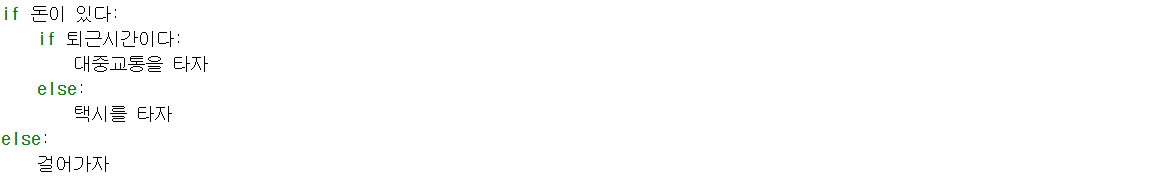 if 돈이 있다:
    if 퇴근시간이다:
        대중교통을 타자
    else:
        택시를 타자
else:
    걸어가자